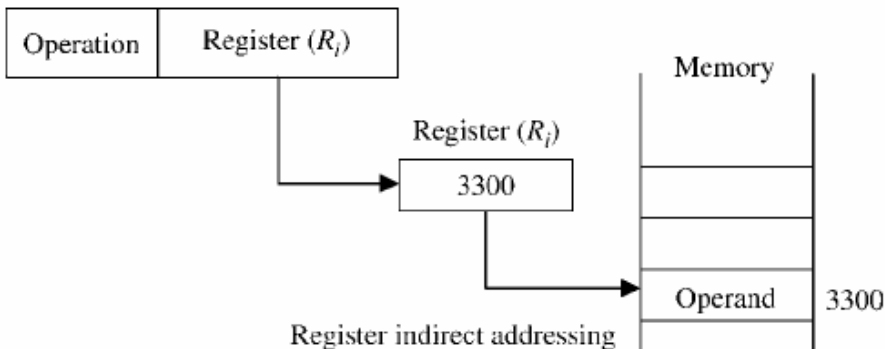 Operation
Register (Ri)
Memory
Register (Ri)
3300
Operand
3300
Register indirect addressing